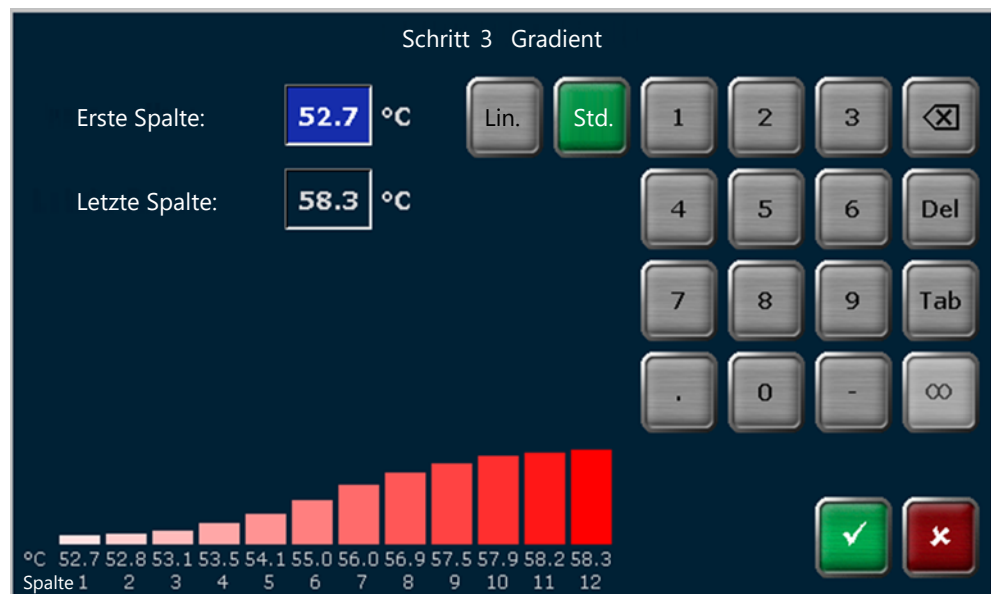 Schritt 3 Gradient
Erste Spalte: 52.7 °C Lin. Std. 1 2 3
Letzte Spalte: 58.3 °C 4 5 6 Del
7 8 9 Tab
. 0 - ∞
°C 52.7 52.8 53.1 53.5 54.1 55.0 56.0 56.9 57.5 57.9 58.2 58.3
Spalte 1 2 3 4 5 6 7 8 9 10 11 12